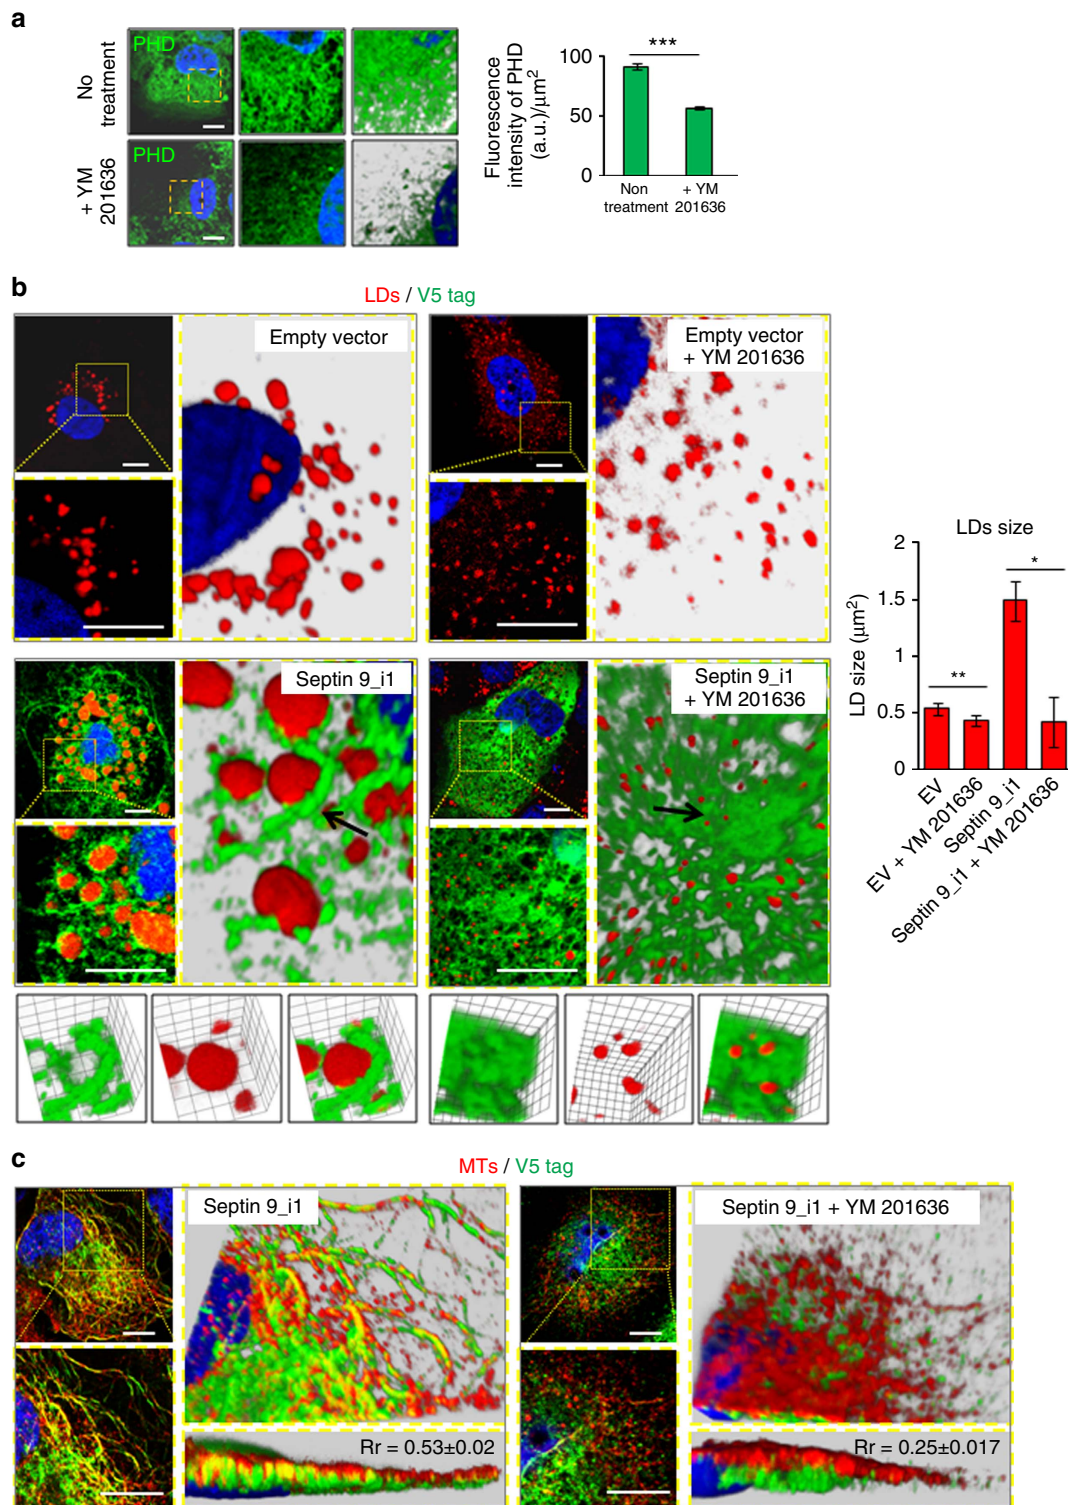 a
No
treatment
PHD
+ YM
201636
PHD
Fluorescence
intensity of PHD
(a.u.)/μm2
100
50
0
***
Non
treatment
+ YM
201636
b
LDs / V5 tag
Empty vector
Empty vector
+ YM 201636
Septin 9_i1
Septin 9_i1
+ YM 201636
LDs size
LD size (μm2)
2
1.5
1
0.5
0
**
*
EV
EV + YM 201636
Septin 9_i1
Septin 9_i1 + YM 201636
c
MTs / V5 tag
Septin 9_i1
Septin 9_i1 + YM 201636
Rr = 0.53±0.02
Rr = 0.25±0.017